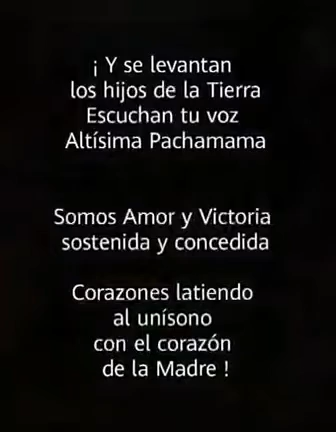 ¡ Y se levantan
los hijos de la Tierra
Escuchan tu voz
Altísima Pachamama
Somos Amor y Victoria
sostenida y concedida
Corazones latiendo
al unísono
con el corazón
de la Madre !